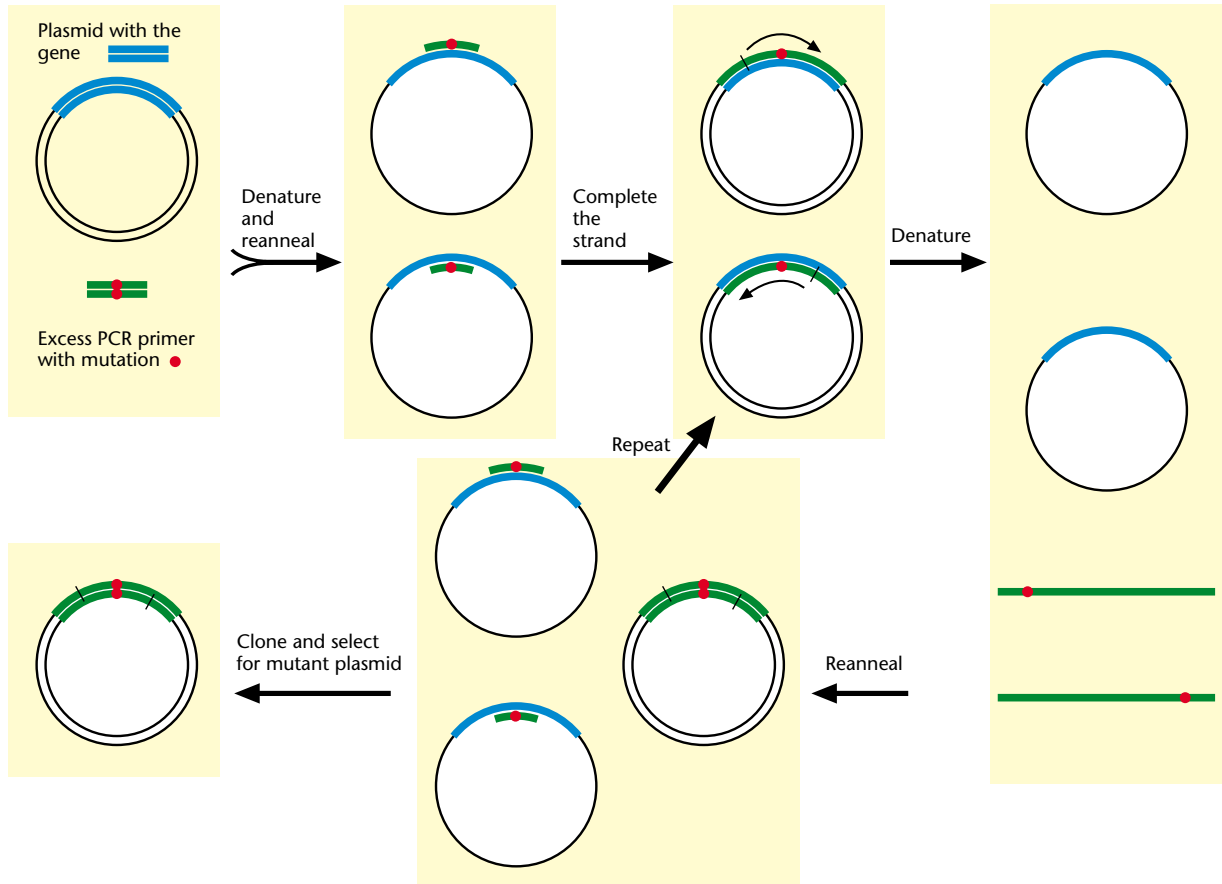 Plasmid with the
gene
Excess PCR primer
with mutation
Denature
and
reanneal
Complete
the
strand
Denature
Reanneal
Repeat
Clone and select
for mutant plasmid